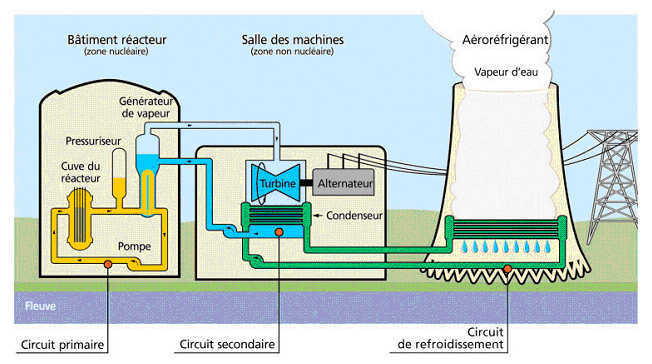 Bâtiment réacteur
(zone nucléaire)
Salle des machines
(zone non nucléaire)
Aéroréfrigérant
Vapeur d'eau
Générateur
de vapeur
Pressuriseur
Cuve du
réacteur
Turbine
Alternateur
Condenseur
Pompe
Fleuve
Circuit primaire
Circuit secondaire
Circuit
de refroidissement